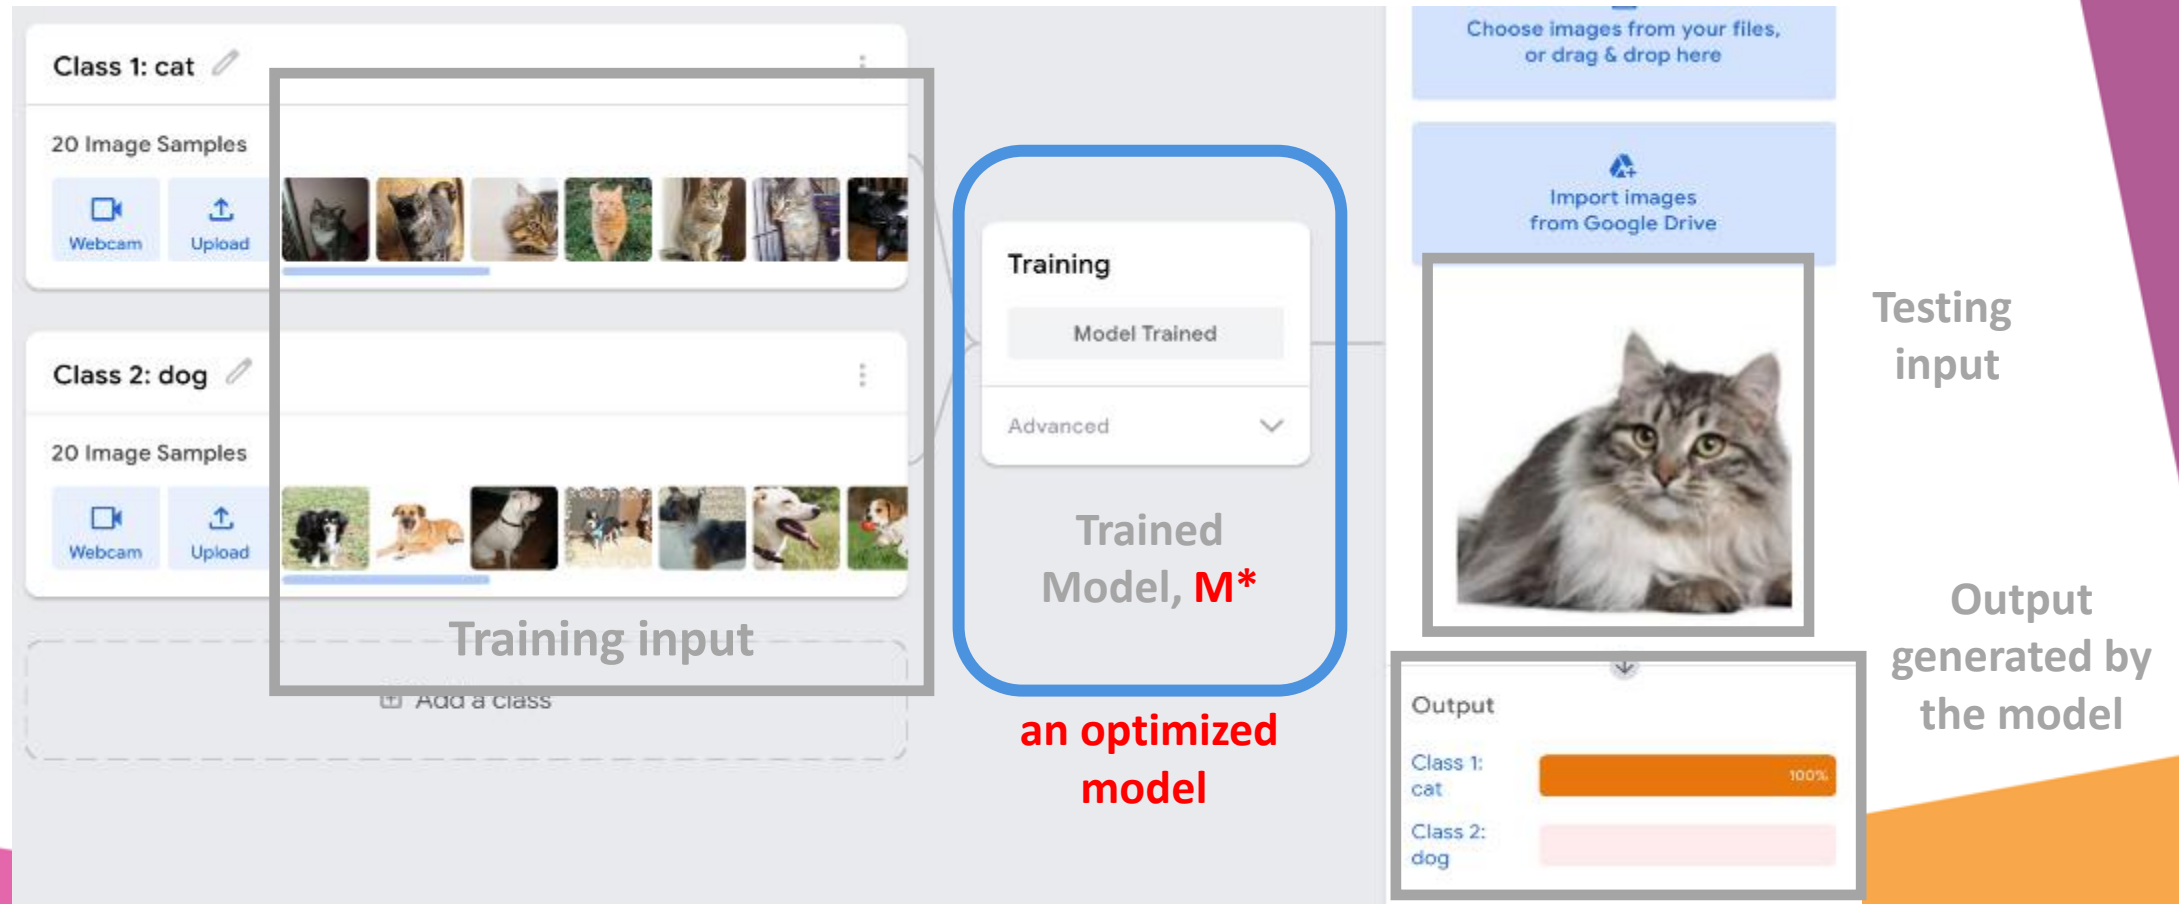 Class 1: cat
20 Image Samples
Webcam
Upload
Class 2: dog
20 Image Samples
Webcam
Upload
Training input
Add a class
Training
Model Trained
Advanced
Trained
Model, M*
an optimized
model
Choose images from your files,
or drag & drop here
Import images
from Google Drive
Testing
input
Output
generated by
the model
Output
Class 1:
cat
100%
Class 2:
dog